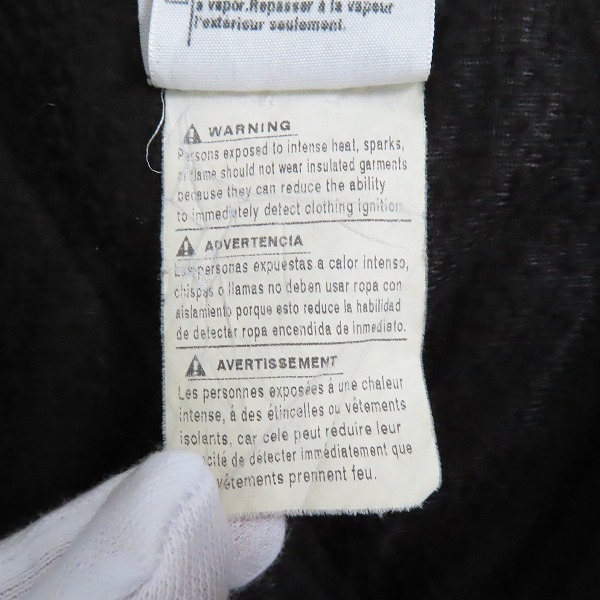 à vapor.Repasser à la vapeur
l'extérieur seulement.
WARNING
Persons exposed to intense heat, sparks,
or flame should not wear insulated garments
because they can reduce the ability
to immediately detect clothing ignition.
ADVERTENCIA
Las personas expuestas a calor intenso,
chispas o llamas no deben usar ropa con
aislamiento porque esto reduce la habilidad
de detectar ropa encendida de inmediato.
AVERTISSEMENT
Les personnes exposées á une chaleur
intense, á des étincelles ou vêtements
isolants, car cele peut réduire leur
cité de détecter immédiatement que
vêtements prennent feu.